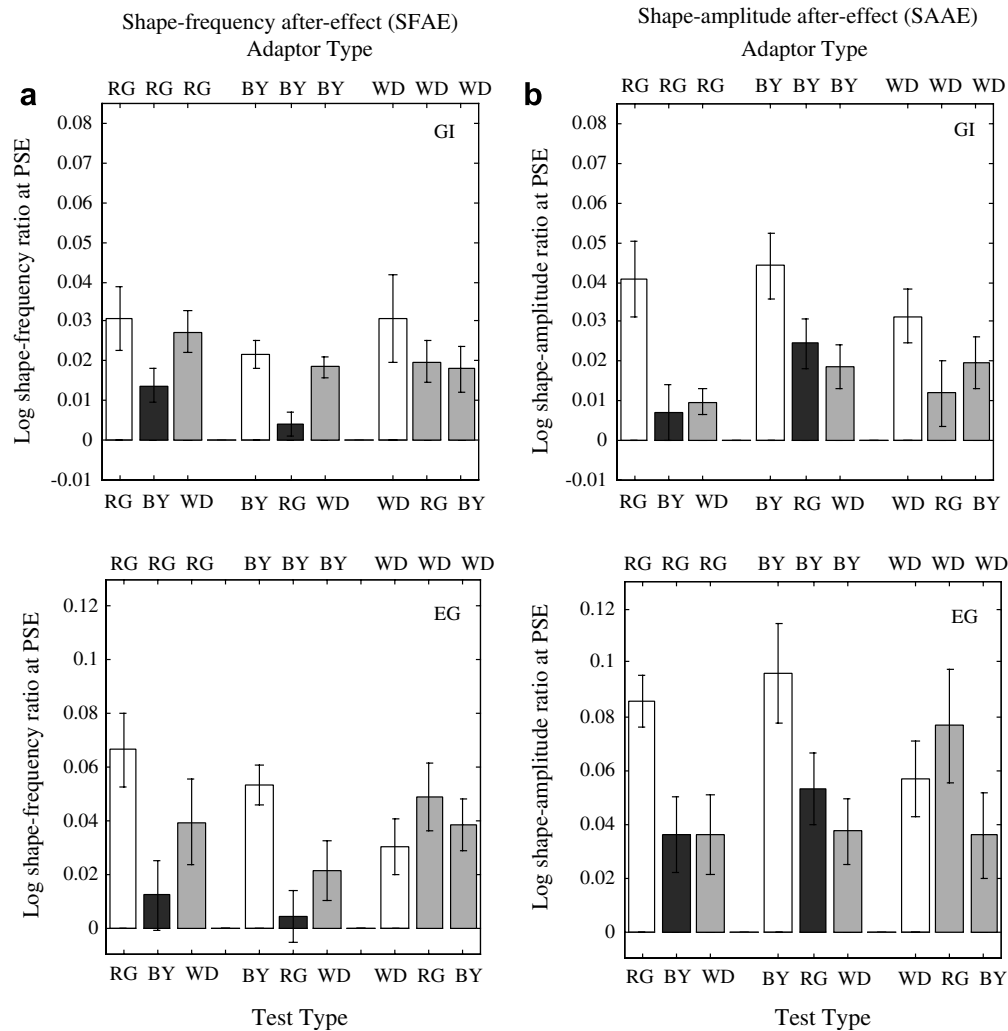 Shape-frequency after-effect (SFAE)
Adaptor Type
a
RG RG RG BY BY BY WD WD WD
GI
Log shape-frequency ratio at PSE
0.08
0.07
0.06
0.05
0.04
0.03
0.02
0.01
0
-0.01
RG BY WD BY RG WD WD RG BY
Shape-amplitude after-effect (SAAE)
Adaptor Type
b
RG RG RG BY BY BY WD WD WD
GI
Log shape-amplitude ratio at PSE
0.08
0.07
0.06
0.05
0.04
0.03
0.02
0.01
0
-0.01
RG BY WD BY RG WD WD RG BY
RG RG RG BY BY BY WD WD WD
EG
Log shape-frequency ratio at PSE
0.12
0.1
0.08
0.06
0.04
0.02
0
RG BY WD BY RG WD WD RG BY
Test Type
RG RG RG BY BY BY WD WD WD
EG
Log shape-amplitude ratio at PSE
0.12
0.1
0.08
0.06
0.04
0.02
0
RG BY WD BY RG WD WD RG BY
Test Type